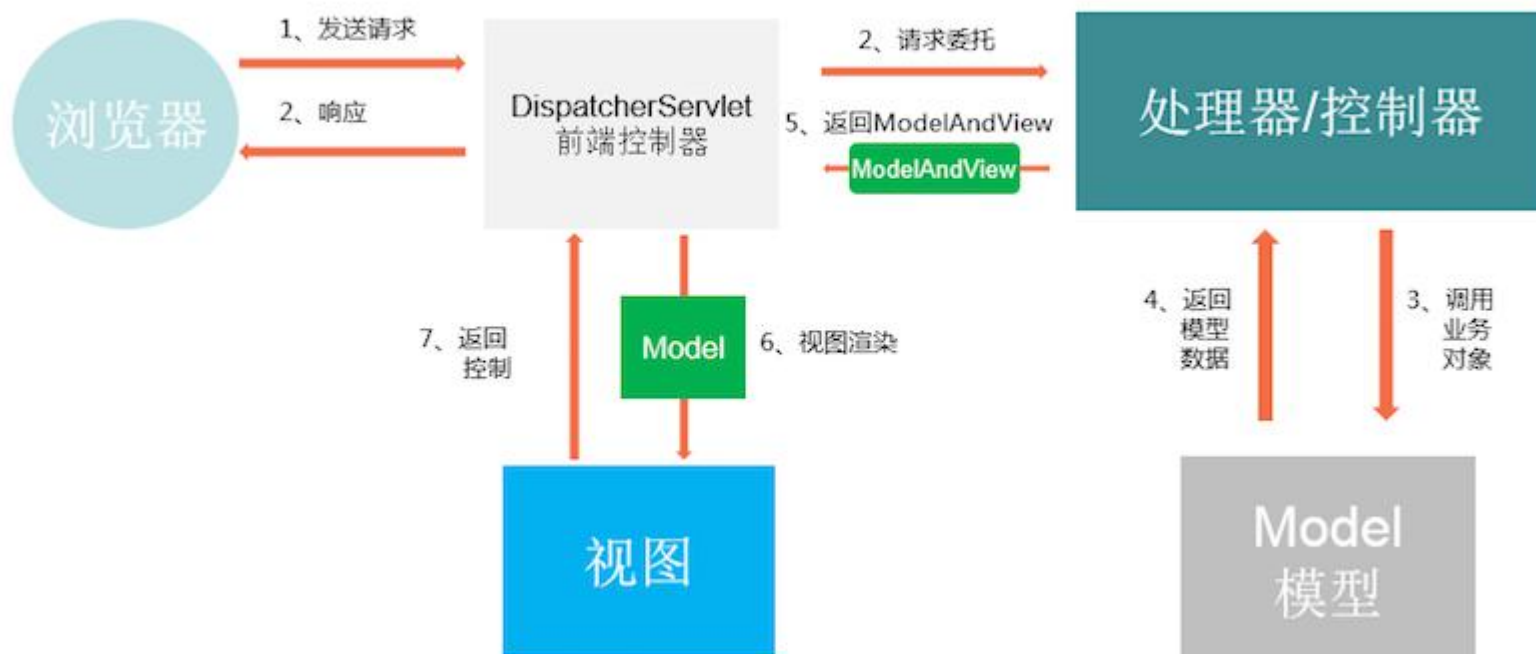 1、发送请求
2、响应
浏览器
DispatcherServlet
前端控制器
2、请求委托
5、返回ModelAndView
ModelAndView
处理器/控制器
7、返回
控制
Model
6、视图渲染
4、返回
模型
数据
3、调用
业务
对象
视图
Model
模型